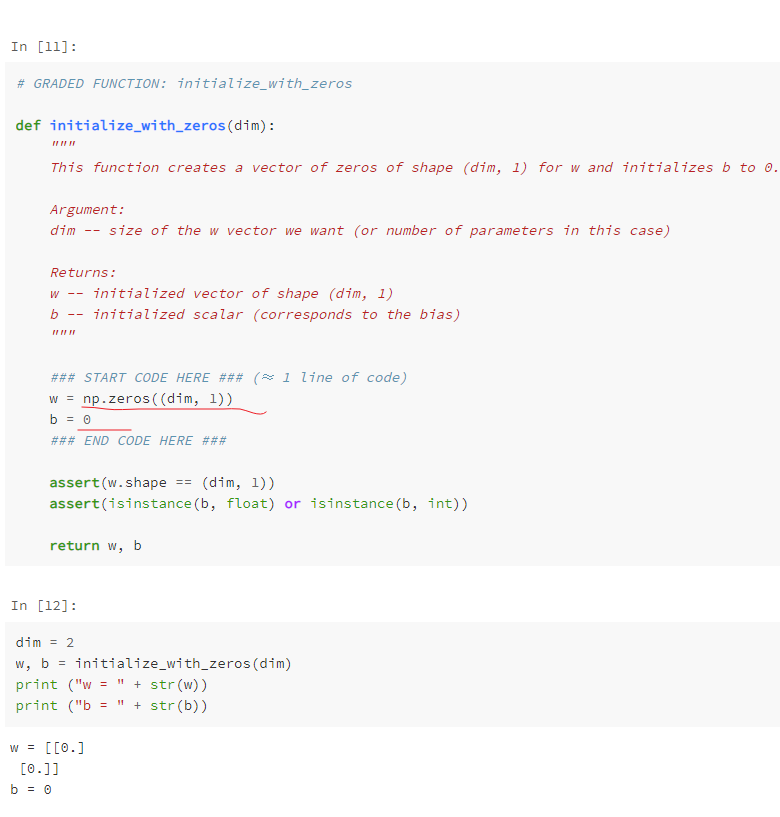 In [11]:
# GRADED FUNCTION: initialize_with_zeros
def initialize_with_zeros(dim):
"""
This function creates a vector of zeros of shape (dim, 1) for w and initializes b to 0.
Argument:
dim -- size of the w vector we want (or number of parameters in this case)
Returns:
w -- initialized vector of shape (dim, 1)
b -- initialized scalar (corresponds to the bias)
"""
### START CODE HERE ### (≈ 1 line of code)
w = np.zeros((dim, 1))
b = 0
### END CODE HERE ###
assert(w.shape == (dim, 1))
assert(isinstance(b, float) or isinstance(b, int))
return w, b
In [12]:
dim = 2
w, b = initialize_with_zeros(dim)
print ("w = " + str(w))
print ("b = " + str(b))
w = [[0.]
[0.]]
b = 0